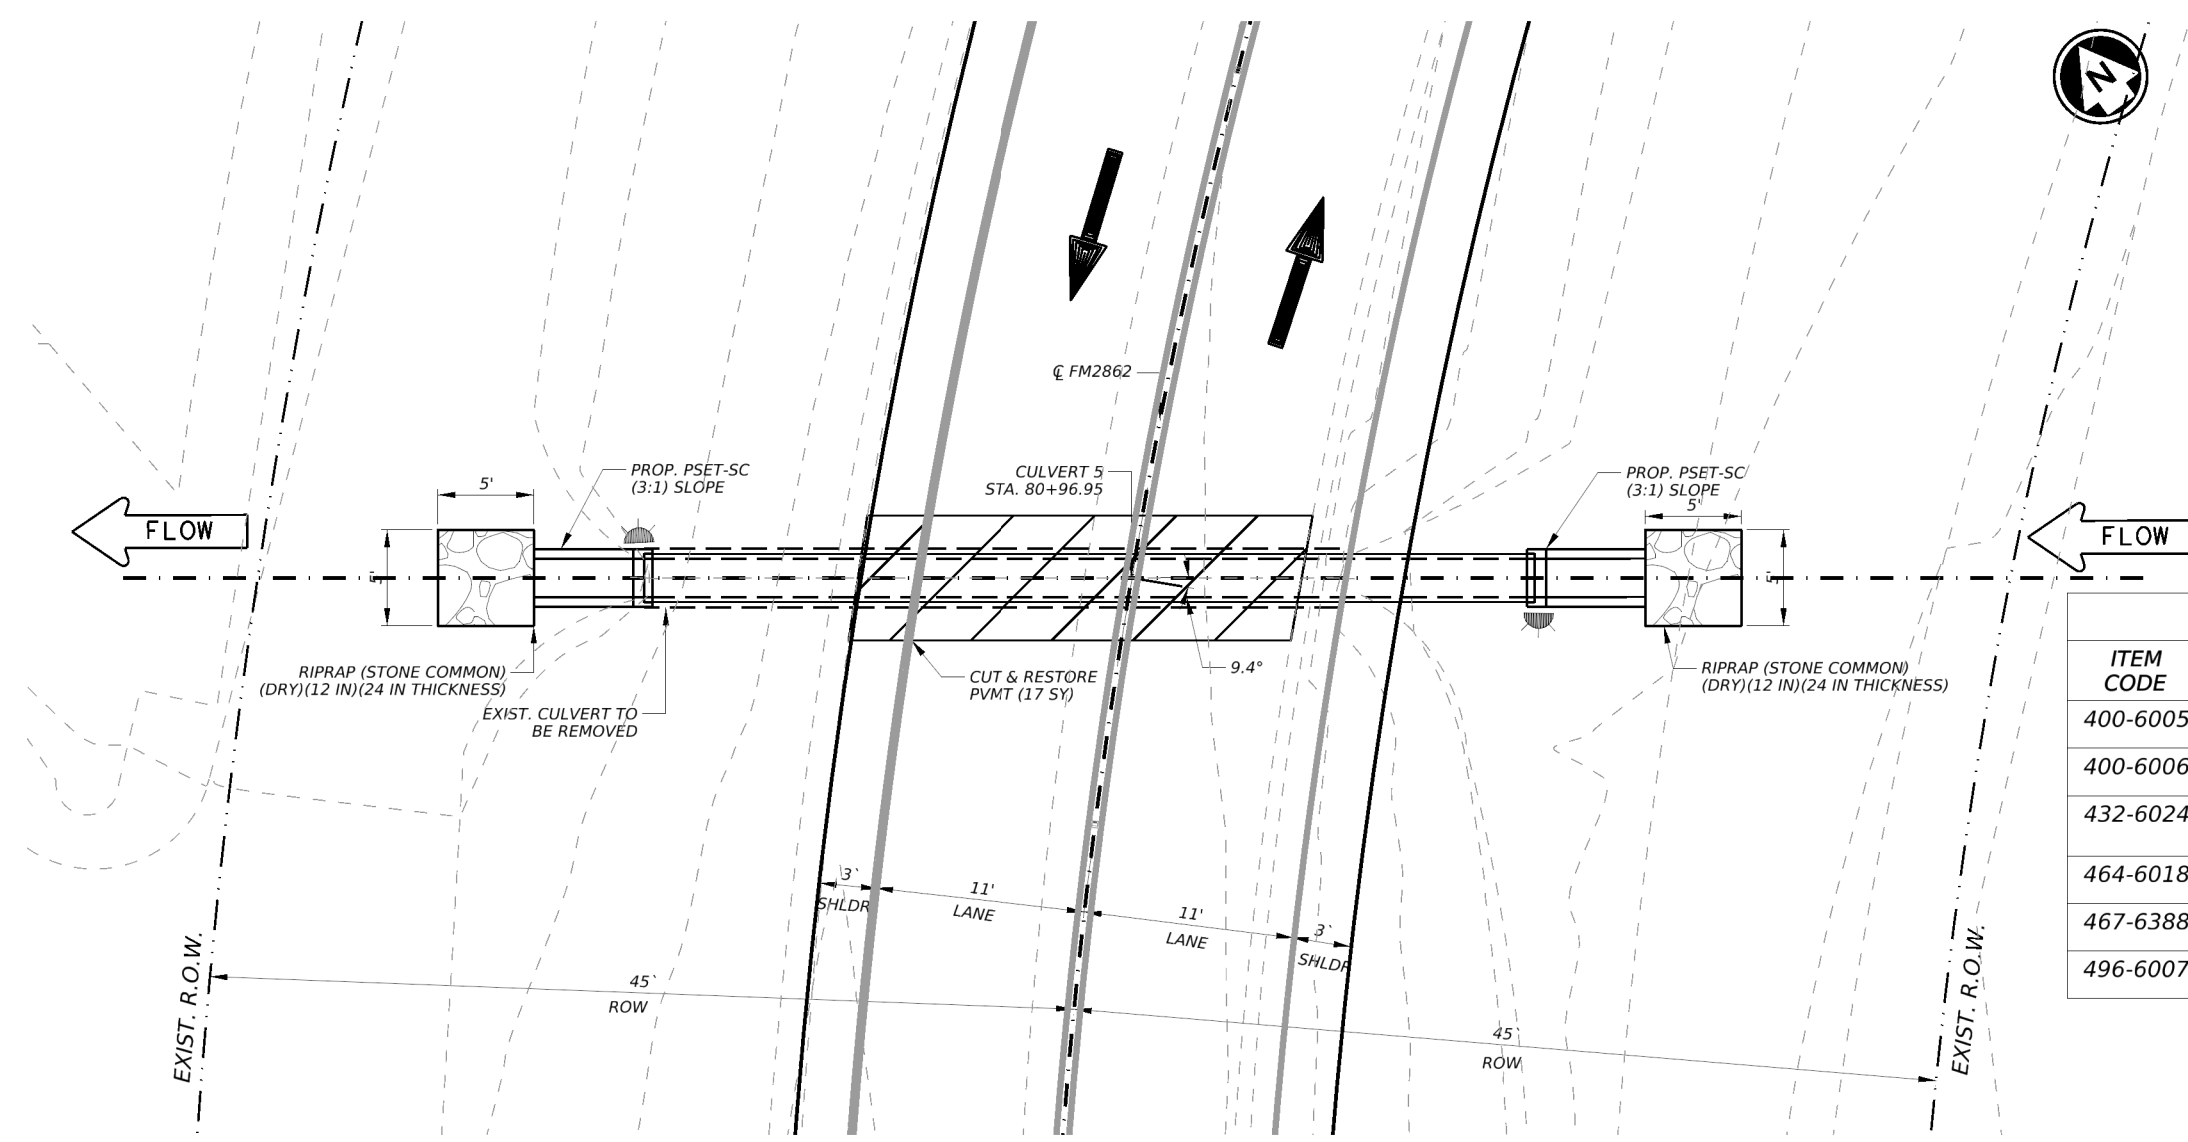 N
℄ FM2862
PROP. PSET-SC
(3:1) SLOPE
CULVERT 5
STA. 80+96.95
PROP. PSET-SC
(3:1) SLOPE
5'
5'
FLOW
FLOW
RIPRAP (STONE COMMON)
(DRY)(12 IN)(24 IN THICKNESS)
CUT & RESTORE
PVMT (17 SY)
9.4°
RIPRAP (STONE COMMON)
(DRY)(12 IN)(24 IN THICKNESS)
EXIST. CULVERT TO
BE REMOVED
ITEM
CODE
400-6005
400-6006
432-6024
464-6018
467-6388
496-6007
3`
SHLDR
11'
LANE
11'
LANE
3`
SHLDR
45`
ROW
45`
ROW
EXIST. R.O.W.
EXIST. R.O.W.